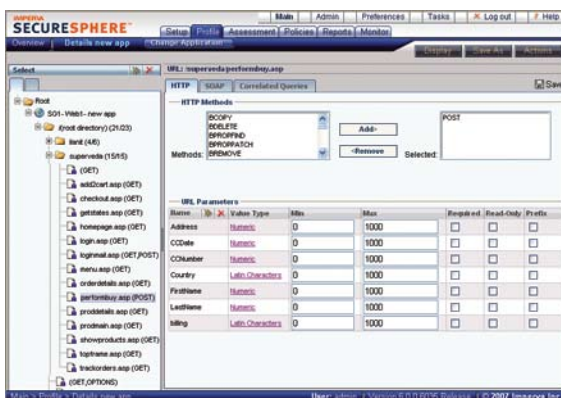 IMPERVA
SECURESPHERE™
Main Admin Preferences Tasks Log out Help
Setup Profile Assessment Policies Reports Monitor
Overview Details new app Change Application
Display Save As Actions
Select
URL: /superveda/performbuy.asp
HTTP SOAP Correlated Queries Save
HTTP Methods
BCOPY
BDELETE
BPROPFIND
BPROPPATCH
BREMOVE
Methods:
Add>
<Remove
Selected:
POST
Root
S01-Web1- new app
/(root directory) (21/23)
ilanit (4/6)
superveda (15/15)
(GET)
add2cart.asp (GET)
checkout.asp (GET)
getstates.asp (GET)
homepage.asp (GET)
login.asp (GET)
loginmail.asp (GET,POST)
menu.asp (GET)
orderdetails.asp (GET)
performbuy.asp (POST)
proddetails.asp (GET)
prodmain.asp (GET)
showproducts.asp (GET)
topframe.asp (GET)
trackorders.asp (GET)
(GET,OPTIONS)
URL Parameters
Name Value Type Min Max Required Read-Only Prefix
Address Numeric 0 1000
CCDate Numeric 0 1000
CCNumber Numeric 0 1000
Country Latin Characters 0 1000
FirstName Numeric 0 1000
LastName Numeric 0 1000
billing Latin Characters 0 1000
Main > Profile > Details new app
User: admin | Version 6.0.0.6035 Release | © 2007 Imperva Inc.